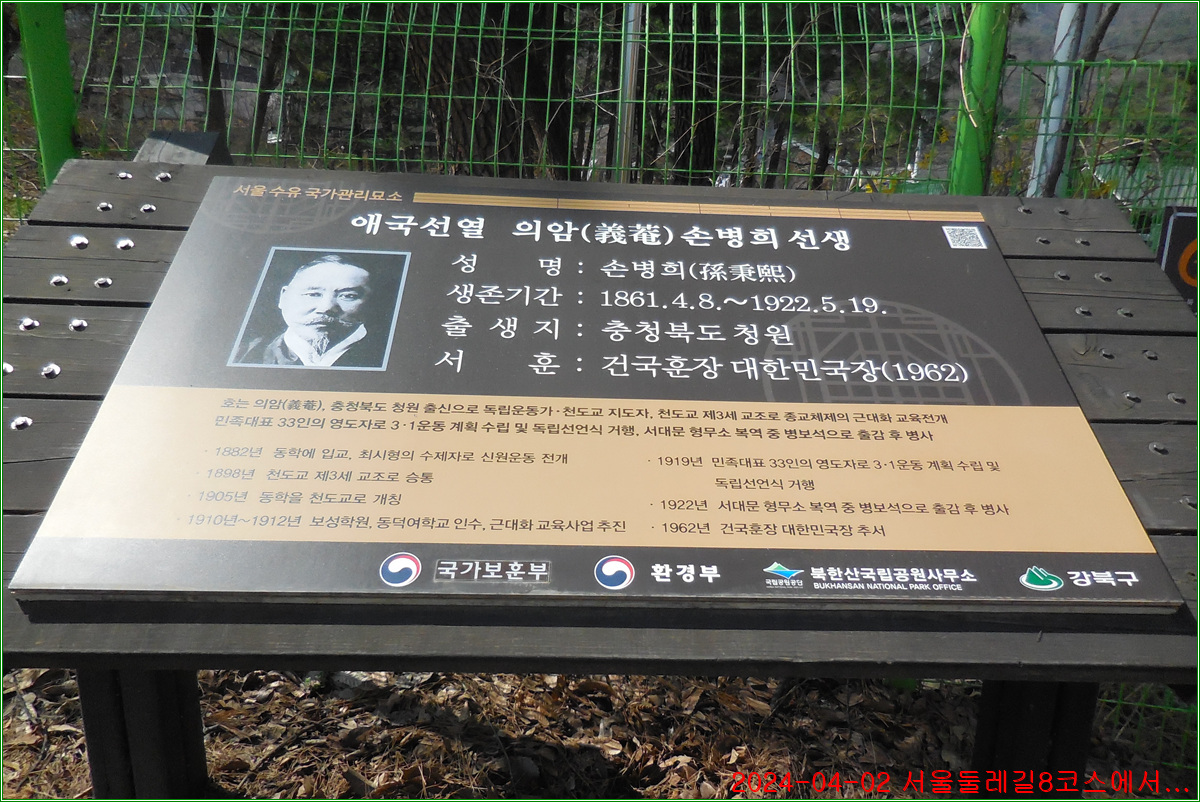 서울 수유 국가관리묘소
애국선열 의암(義菴) 손병희 선생
성 명 : 손병희(孫秉熙)
생존기간 : 1861.4.8.~1922.5.19.
출 생 지 : 충청북도 청원
서 훈 : 건국훈장 대한민국장(1962)
호는 의암(義菴), 충청북도 청원 출신으로 독립운동가·천도교 지도자, 천도교 제3세 교조로 종교체제의 근대화 교육전개
민족대표 33인의 영도자로 3·1운동 계획 수립 및 독립선언식 거행, 서대문 형무소 복역 중 병보석으로 출감 후 병사
· 1882년 동학에 입교, 최시형의 수제자로 신원운동 전개
· 1898년 천도교 제3세 교조로 승통
· 1905년 동학을 천도교로 개칭
· 1910년~1912년 보성학원, 동덕여학교 인수, 근대화 교육사업 추진
· 1919년 민족대표 33인의 영도자로 3·1운동 계획 수립 및
독립선언식 거행
· 1922년 서대문 형무소 복역 중 병보석으로 출감 후 병사
· 1962년 건국훈장 대한민국장 추서
국가보훈부
환경부
국립공원공단
북한산국립공원사무소
BUKHANSAN NATIONAL PARK OFFICE
강북구
2024-04-02 서울둘레길8코스에서...